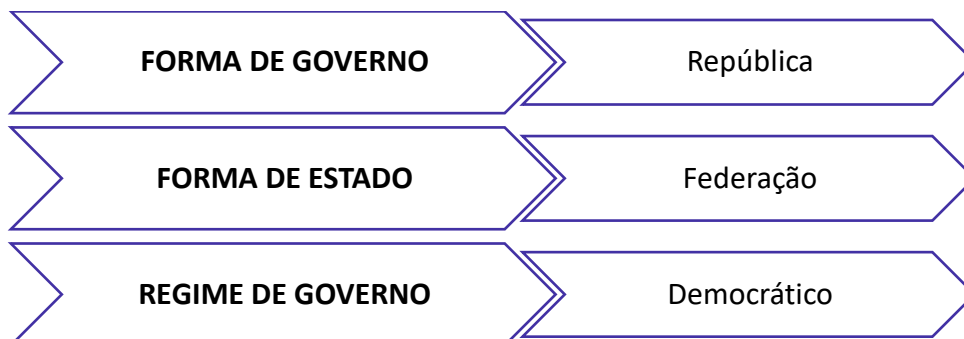 FORMA DE GOVERNO
República
FORMA DE ESTADO
Federação
REGIME DE GOVERNO
Democrático